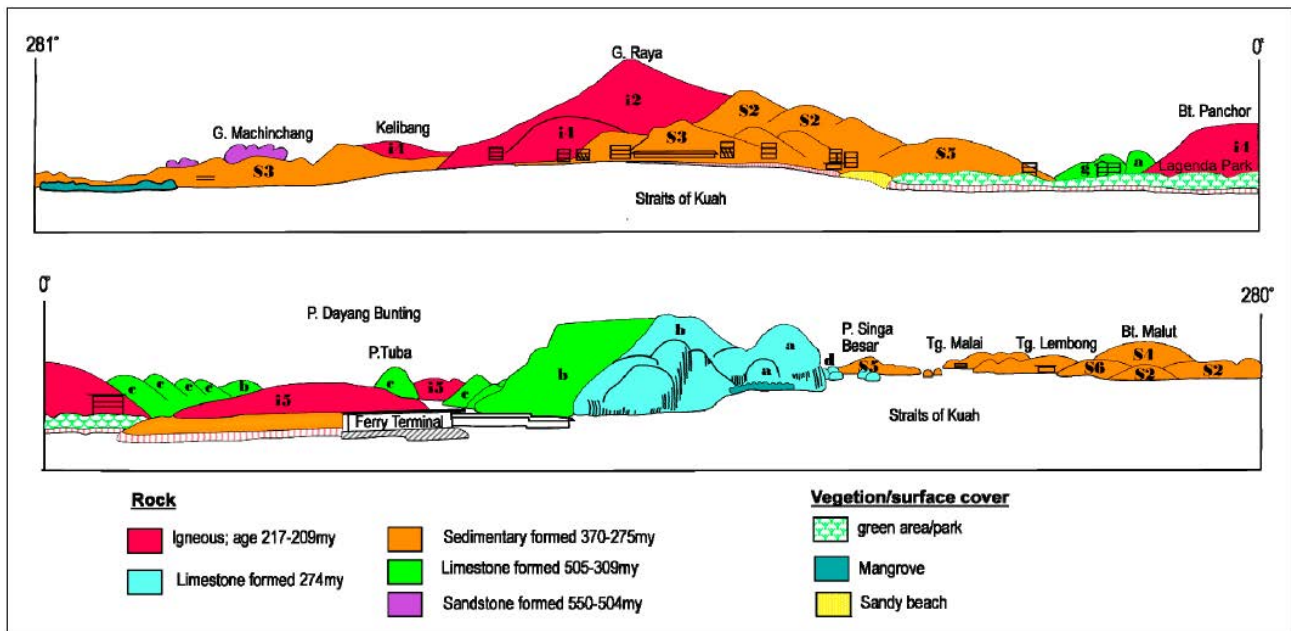 281°
0°
G. Raya
Bt. Panchor
G. Machinchang
Kelibang
i2
S2
S2
i1
i1
S3
S3
S5
g
a
i1
Lagenda Park
Straits of Kuah
0°
280°
P. Dayang Bunting
P.Tuba
b
a
P. Singa
Besar
Tg. Malai
Tg. Lembong
Bt. Malut
d
c
c
c
c
c
b
c
i5
c
b
a
i5
S5
S4
S6
S2
S2
Ferry Terminal
Straits of Kuah
Rock
Igneous; age 217-209my
Limestone formed 274my
Sedimentary formed 370-275my
Limestone formed 505-309my
Sandstone formed 550-504my
Vegetion/surface cover
green area/park
Mangrove
Sandy beach